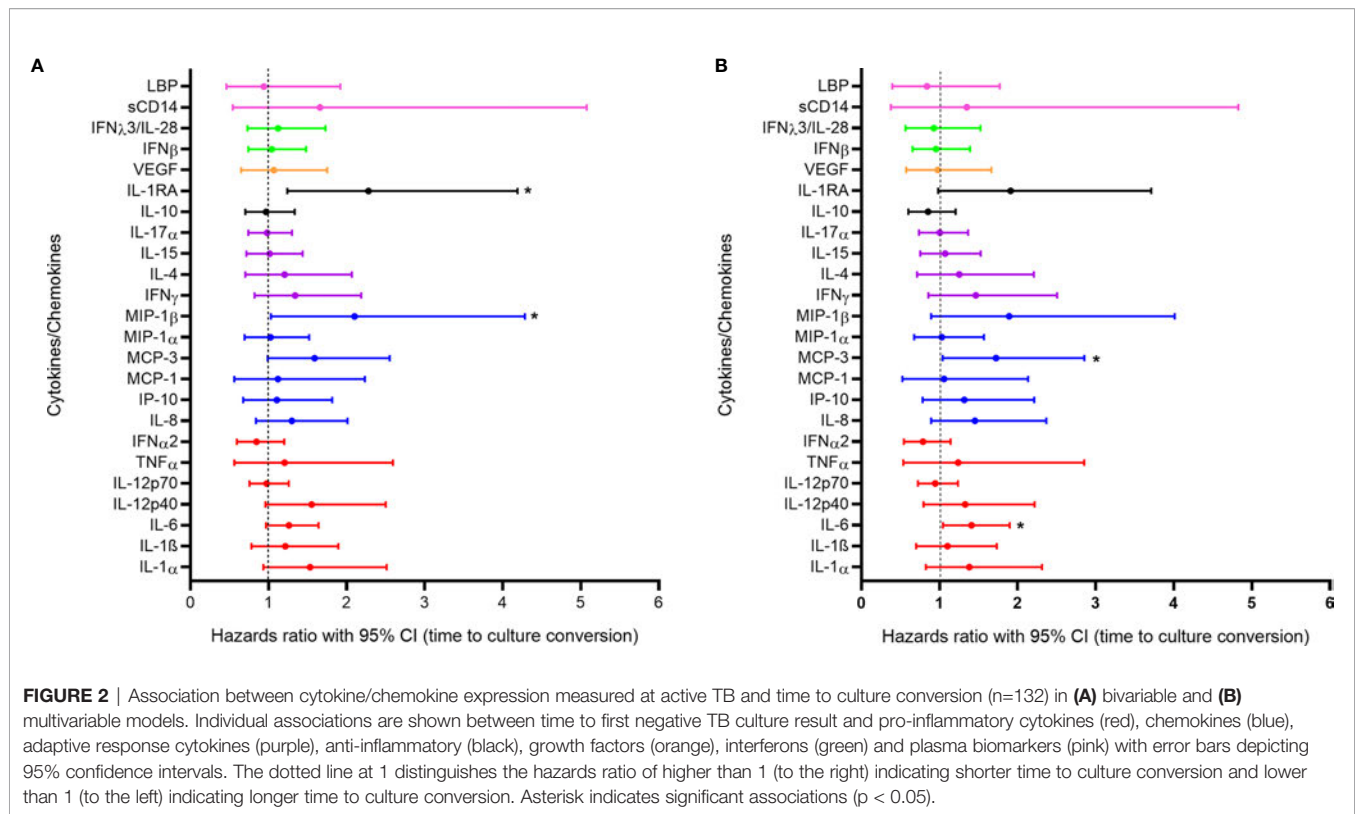 A
Cytokines/Chemokines
LBP
sCD14
IFNλ3/IL-28
IFNβ
VEGF
IL-1RA
*
IL-10
IL-17α
IL-15
IL-4
IFNγ
MIP-1β
*
MIP-1α
MCP-3
MCP-1
IP-10
IL-8
IFNα2
TNFα
IL-12p70
IL-12p40
IL-6
IL-1ß
IL-1α
0 1 2 3 4 5 6
Hazards ratio with 95% CI (time to culture conversion)
B
Cytokines/Chemokines
LBP
sCD14
IFNλ3/IL-28
IFNβ
VEGF
IL-1RA
IL-10
IL-17α
IL-15
IL-4
IFNγ
MIP-1β
MIP-1α
MCP-3
*
MCP-1
IP-10
IL-8
IFNα2
TNFα
IL-12p70
IL-12p40
IL-6
*
IL-1ß
IL-1α
0 1 2 3 4 5 6
Hazards ratio with 95% CI (time to culture conversion)
FIGURE 2 | Association between cytokine/chemokine expression measured at active TB and time to culture conversion (n=132) in (A) bivariable and (B)
multivariable models. Individual associations are shown between time to first negative TB culture result and pro-inflammatory cytokines (red), chemokines (blue),
adaptive response cytokines (purple), anti-inflammatory (black), growth factors (orange), interferons (green) and plasma biomarkers (pink) with error bars depicting
95% confidence intervals. The dotted line at 1 distinguishes the hazards ratio of higher than 1 (to the right) indicating shorter time to culture conversion and lower
than 1 (to the left) indicating longer time to culture conversion. Asterisk indicates significant associations (p < 0.05).